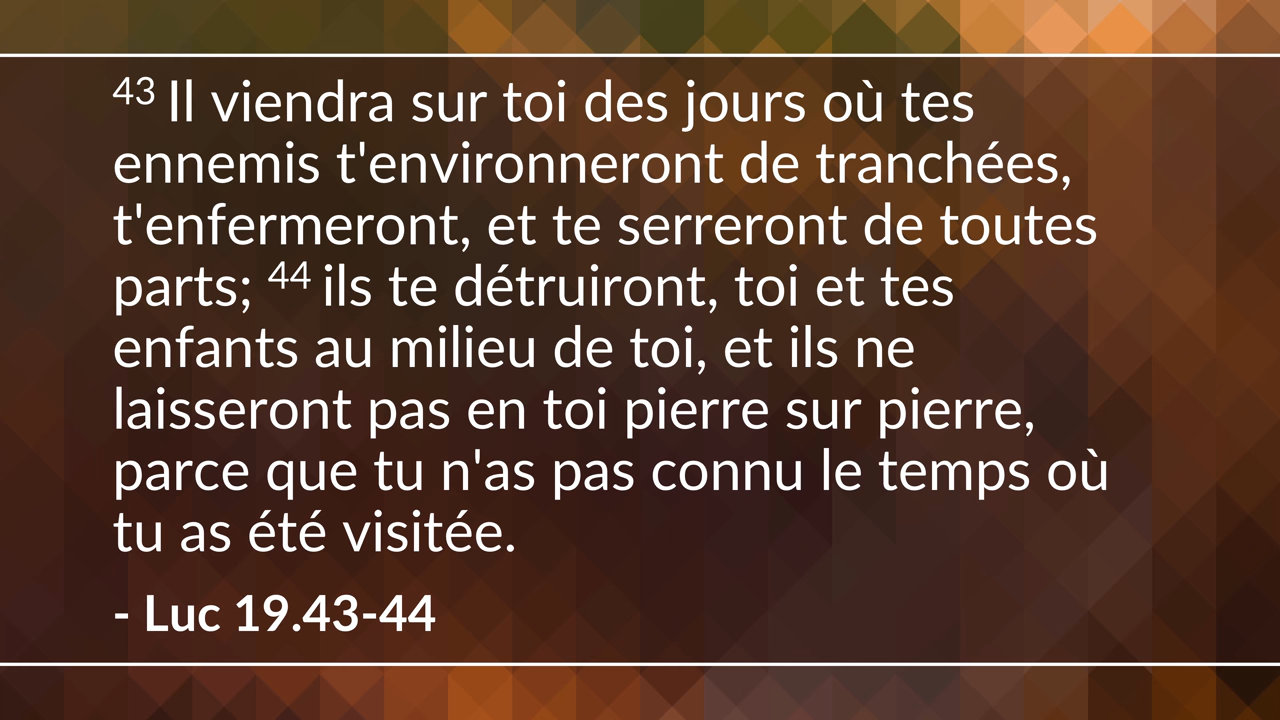 43 Il viendra sur toi des jours où tes
ennemis t'environneront de tranchées,
t'enfermeront, et te serreront de toutes
parts; 44 ils te détruiront, toi et tes
enfants au milieu de toi, et ils ne
laisseront pas en toi pierre sur pierre,
parce que tu n'as pas connu le temps où
tu as été visitée.
- Luc 19.43-44